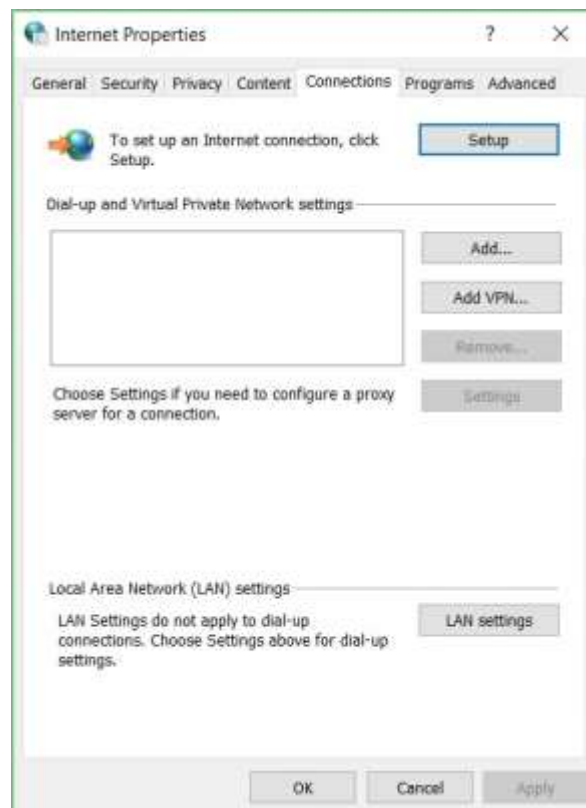 Internet Properties
?
General Security Privacy Content Connections Programs Advanced
To set up an Internet connection, click
Setup.
Setup
Dial-up and Virtual Private Network settings
Add...
Add VPN...
Remove...
Choose Settings if you need to configure a proxy
server for a connection.
Settings
Local Area Network (LAN) settings
LAN Settings do not apply to dial-up
connections. Choose Settings above for dial-up
settings.
LAN settings
OK Cancel Apply